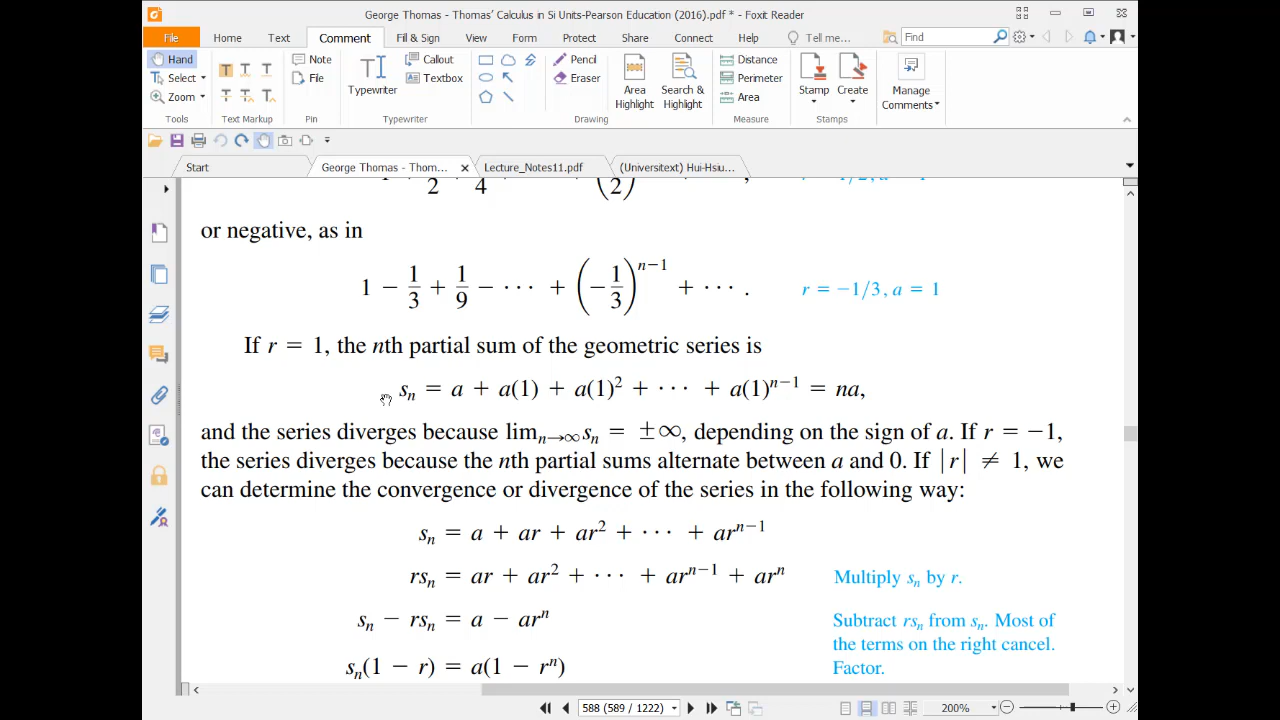 George Thomas - Thomas' Calculus in Si Units-Pearson Education (2016).pdf * - Foxit Reader
File Home Text Comment Fill & Sign View Form Protect Share Connect Help Tell me... Find
Hand Select Zoom Tools
Text Markup
Note File Pin
Typewriter Callout Textbox Typewriter
Pencil Eraser Area Highlight Search & Highlight Drawing
Distance Perimeter Area Measure
Stamp Create Stamps
Manage Comments
Start George Thomas - Thom... Lecture_Notes11.pdf (Universitext) Hui-Hsiu...
or negative, as in
1 − 1/3 + 1/9 − ⋯ + (−1/3)^{n−1} + ⋯ . r = −1/3, a = 1
If r = 1, the nth partial sum of the geometric series is
s_n = a + a(1) + a(1)^2 + ⋯ + a(1)^{n−1} = na,
and the series diverges because lim_{n→∞} s_n = ±∞, depending on the sign of a. If r = −1,
the series diverges because the nth partial sums alternate between a and 0. If |r| ≠ 1, we
can determine the convergence or divergence of the series in the following way:
s_n = a + ar + ar^2 + ⋯ + ar^{n−1}
rs_n = ar + ar^2 + ⋯ + ar^{n−1} + ar^n Multiply s_n by r.
s_n − rs_n = a − ar^n Subtract rs_n from s_n. Most of
the terms on the right cancel.
s_n(1 − r) = a(1 − r^n) Factor.
588 (589 / 1222) 200%